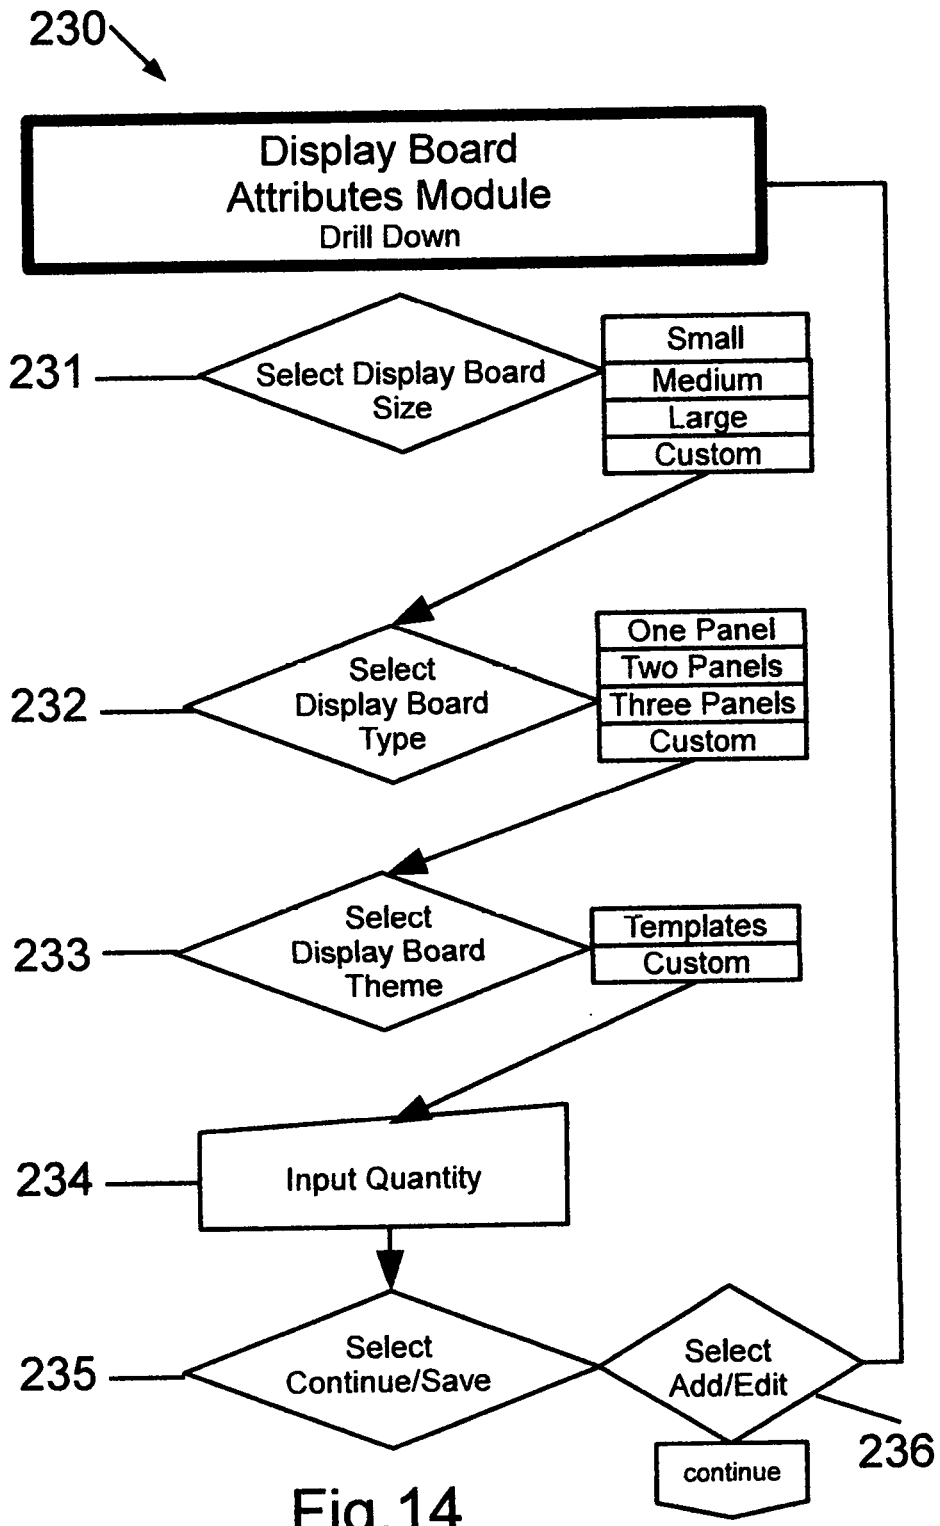 230
Display Board
Attributes Module
Drill Down
231
Select Display Board
Size
Small
Medium
Large
Custom
232
Select
Display Board
Type
One Panel
Two Panels
Three Panels
Custom
233
Select
Display Board
Theme
Templates
Custom
234
Input Quantity
235
Select
Continue/Save
Select
Add/Edit
236
continue
Fig.14